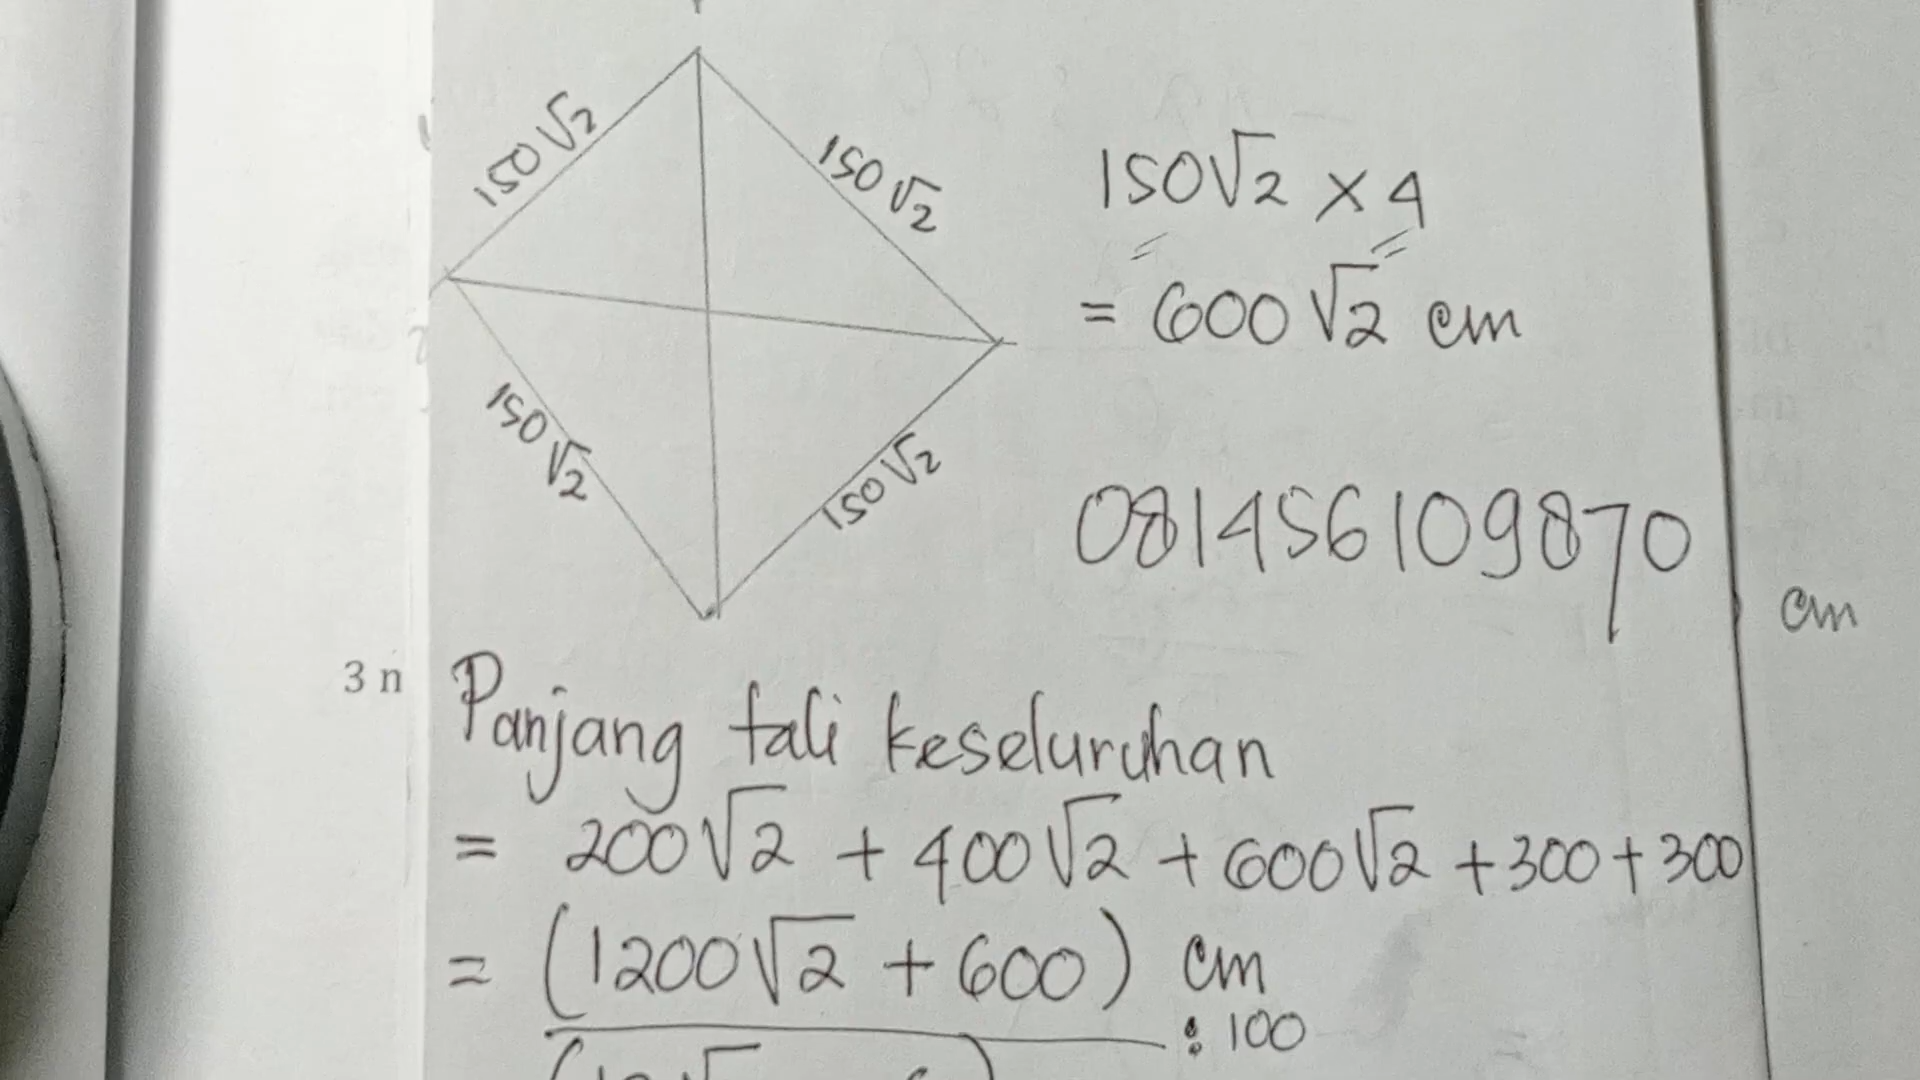 150√2
150√2
150√2
150√2
150√2 × 4
= 600√2 cm
081456109870
cm
3 n
Panjang tali keseluruhan
= 200√2 + 400√2 + 600√2 + 300 + 300
= (1200√2 + 600) cm
: 100